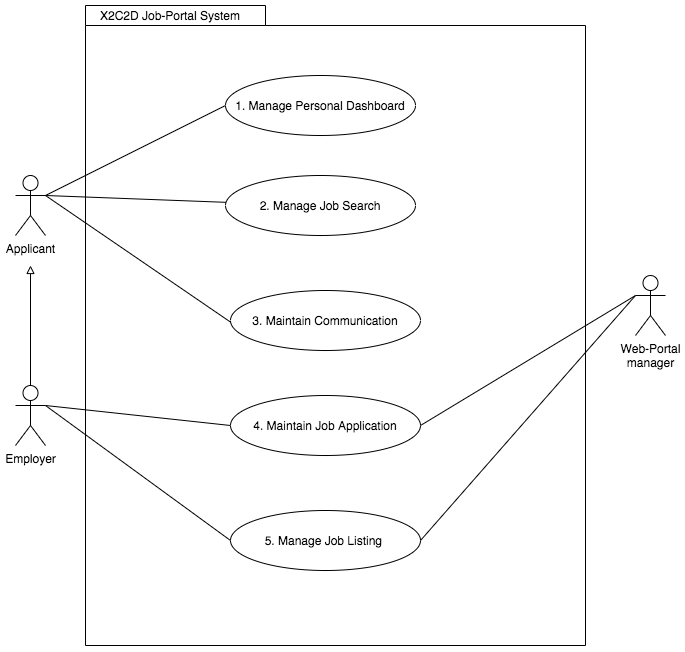 X2C2D Job-Portal System
1. Manage Personal Dashboard
2. Manage Job Search
Applicant
3. Maintain Communication
Web-Portal
manager
4. Maintain Job Application
Employer
5. Manage Job Listing